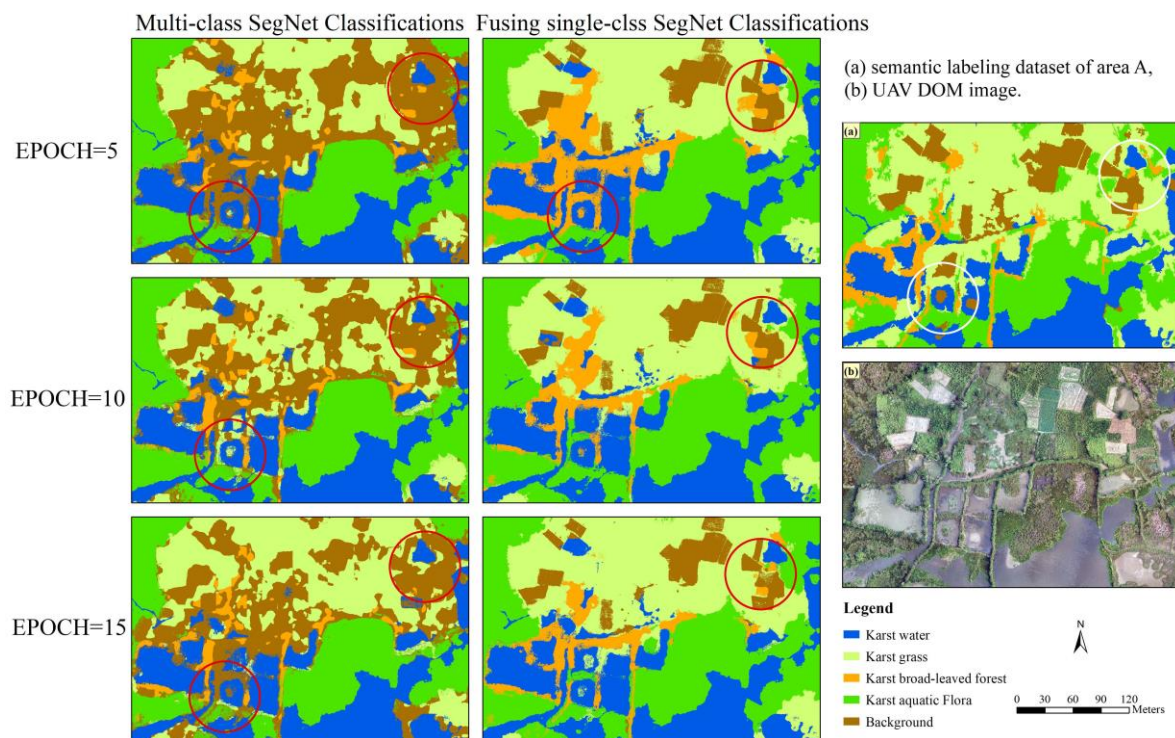 Multi-class SegNet Classifications
Fusing single-clss SegNet Classifications
EPOCH=5
EPOCH=10
EPOCH=15
(a) semantic labeling dataset of area A,
(b) UAV DOM image.
(a)
(b)
Legend
Karst water
Karst grass
Karst broad-leaved forest
Karst aquatic Flora
Background
N
0 30 60 90 120
Meters